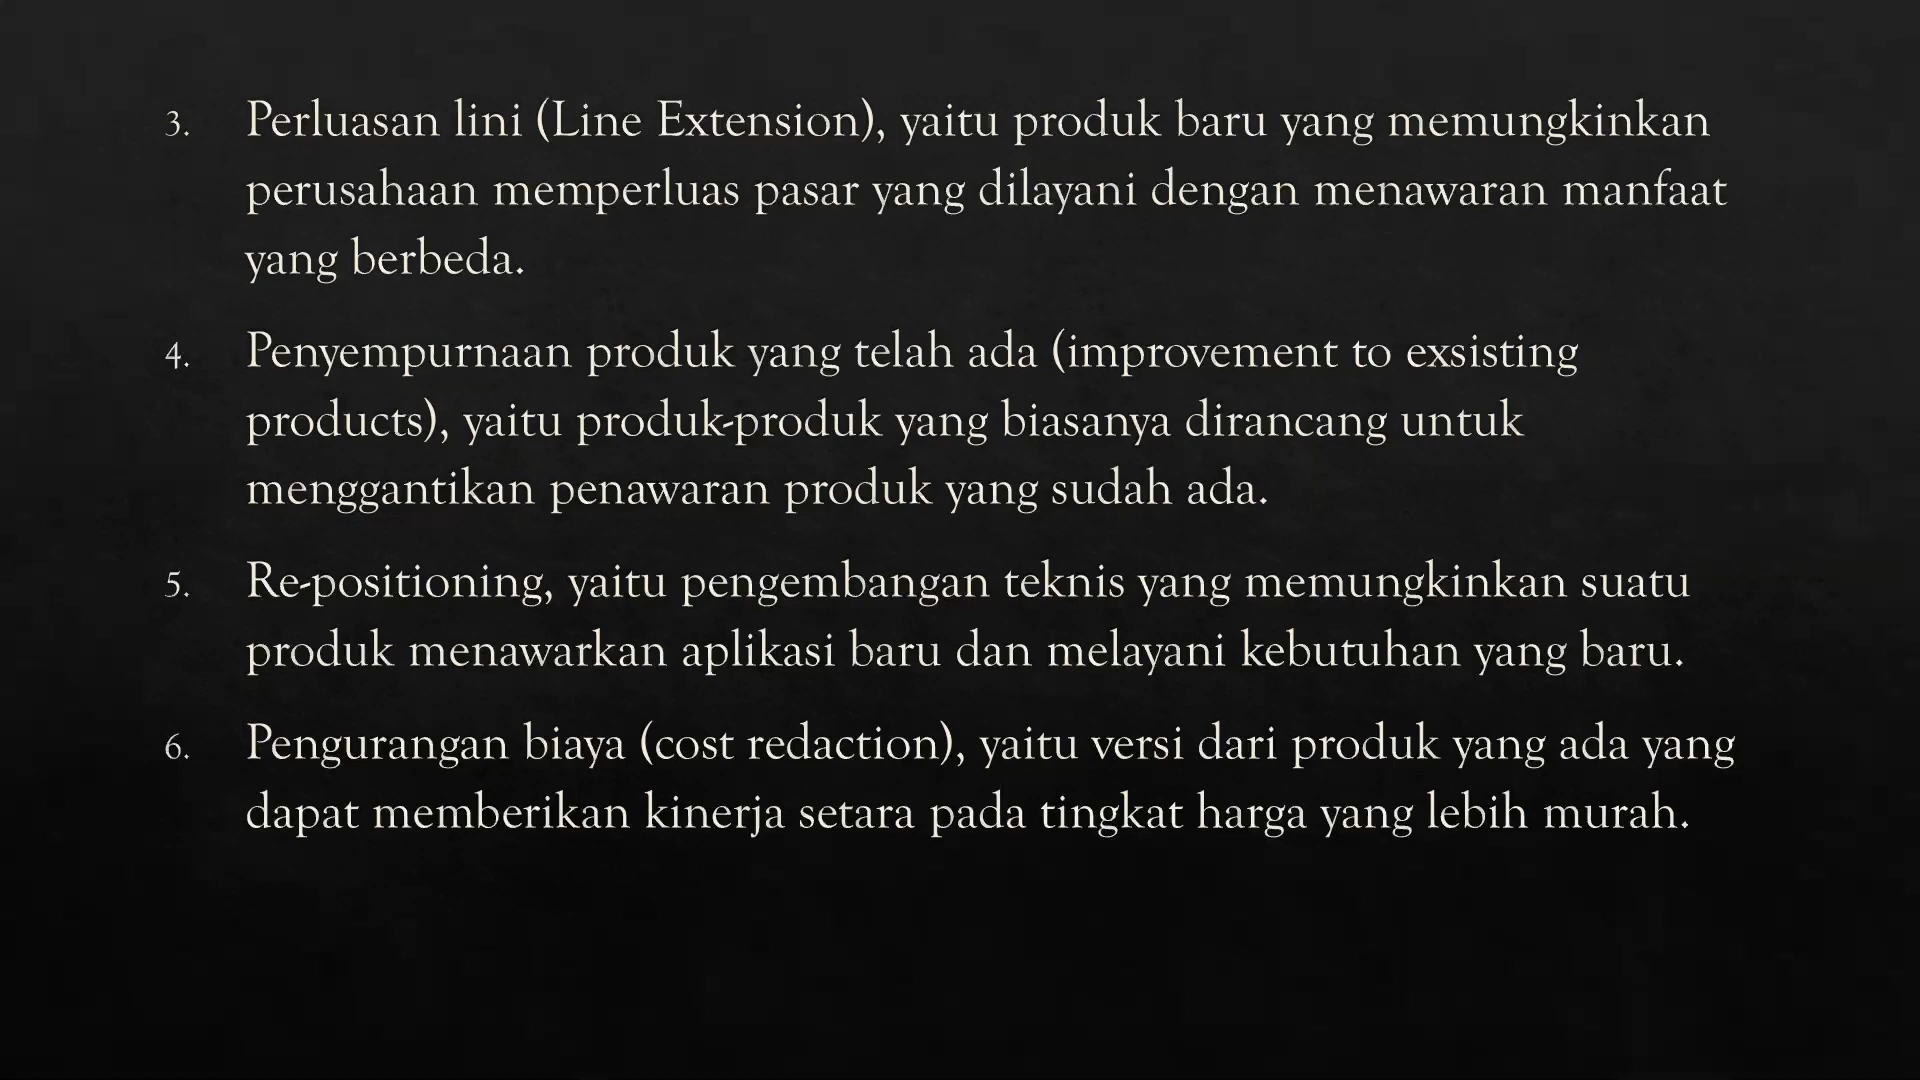 3. Perluasan lini (Line Extension), yaitu produk baru yang memungkinkan
perusahaan memperluas pasar yang dilayani dengan menawaran manfaat
yang berbeda.
4. Penyempurnaan produk yang telah ada (improvement to exsisting
products), yaitu produk-produk yang biasanya dirancang untuk
menggantikan penawaran produk yang sudah ada.
5. Re-positioning, yaitu pengembangan teknis yang memungkinkan suatu
produk menawarkan aplikasi baru dan melayani kebutuhan yang baru.
6. Pengurangan biaya (cost redaction), yaitu versi dari produk yang ada yang
dapat memberikan kinerja setara pada tingkat harga yang lebih murah.